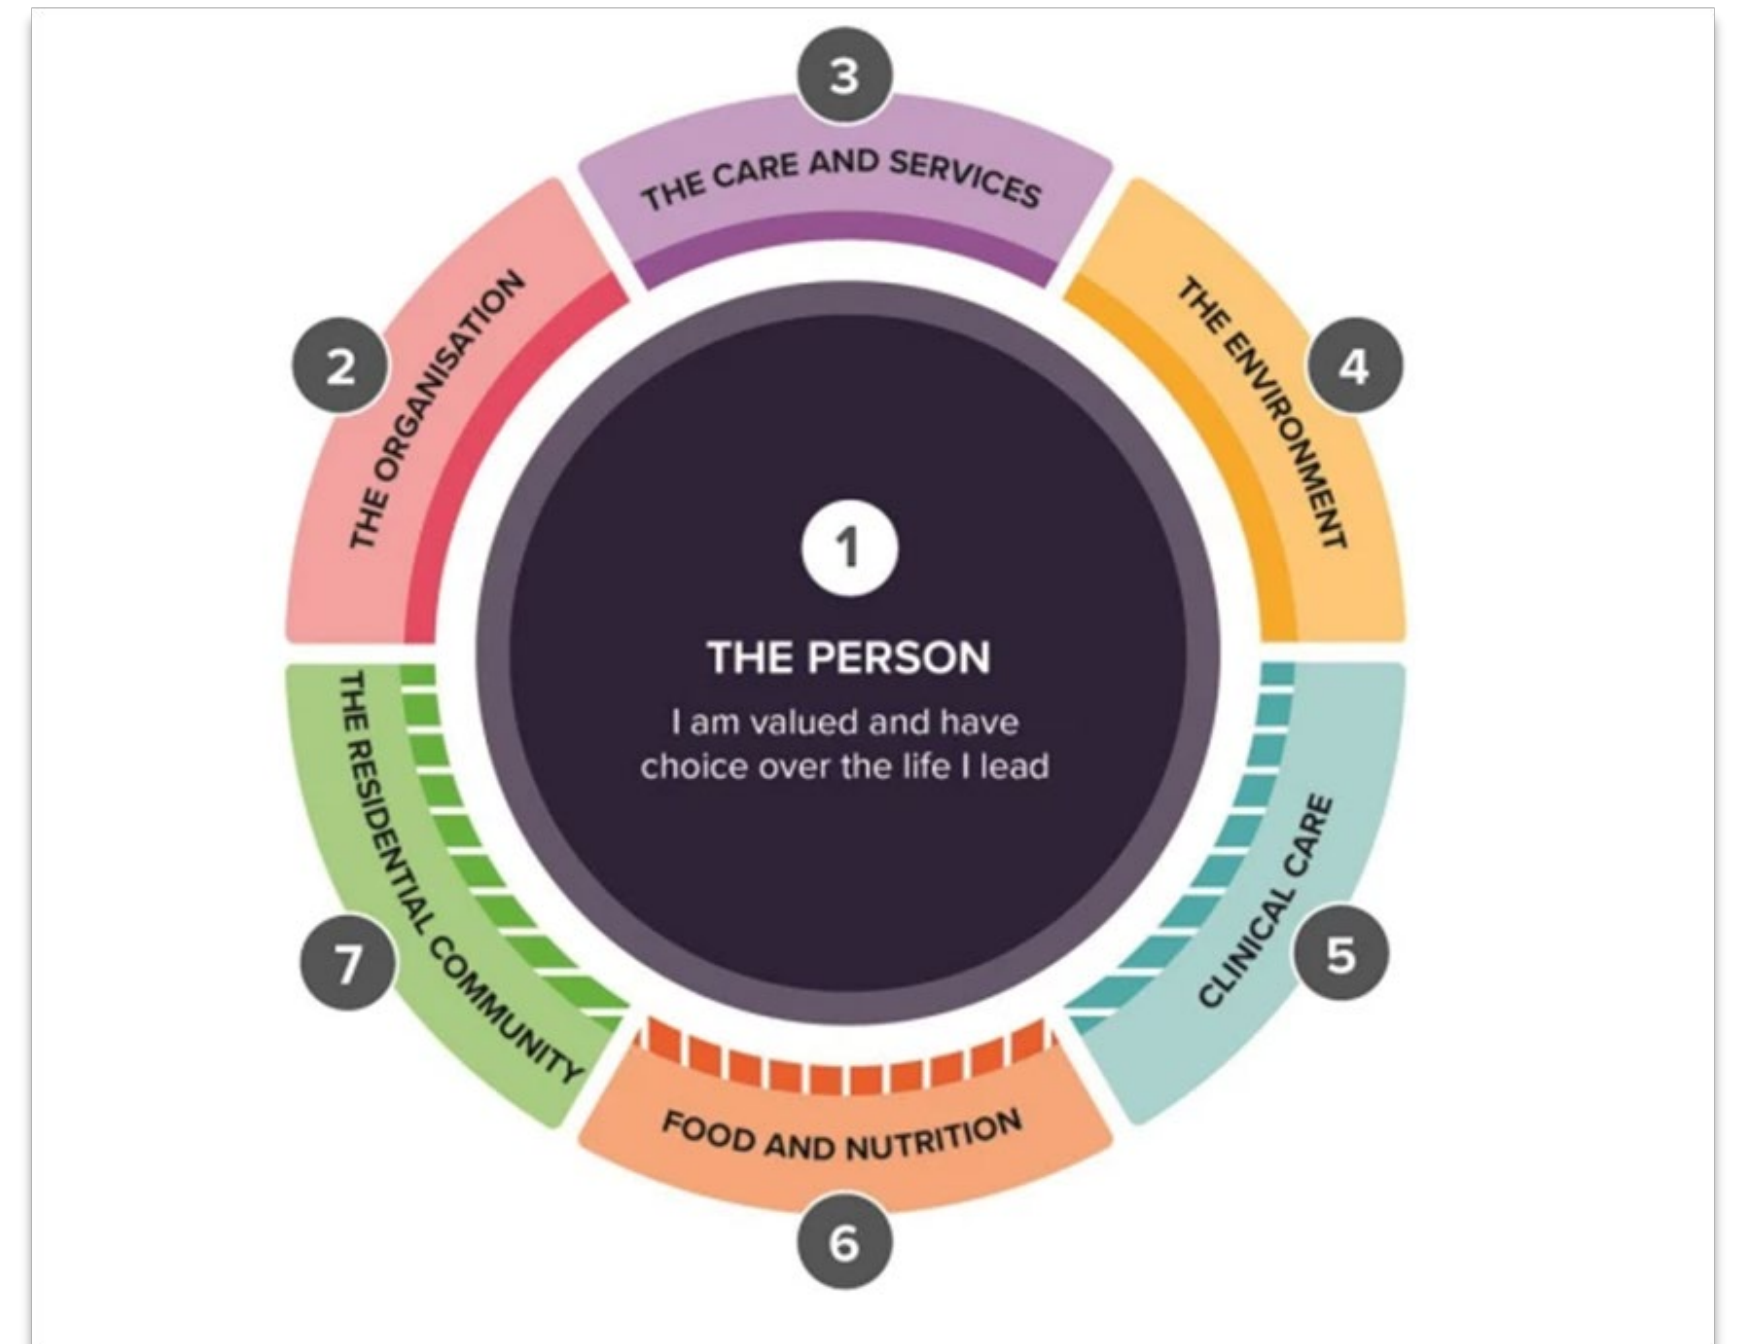 1
THE PERSON
I am valued and have
choice over the life I lead
2
THE ORGANISATION
3
THE CARE AND SERVICES
4
THE ENVIRONMENT
5
CLINICAL CARE
6
FOOD AND NUTRITION
7
THE RESIDENTIAL COMMUNITY